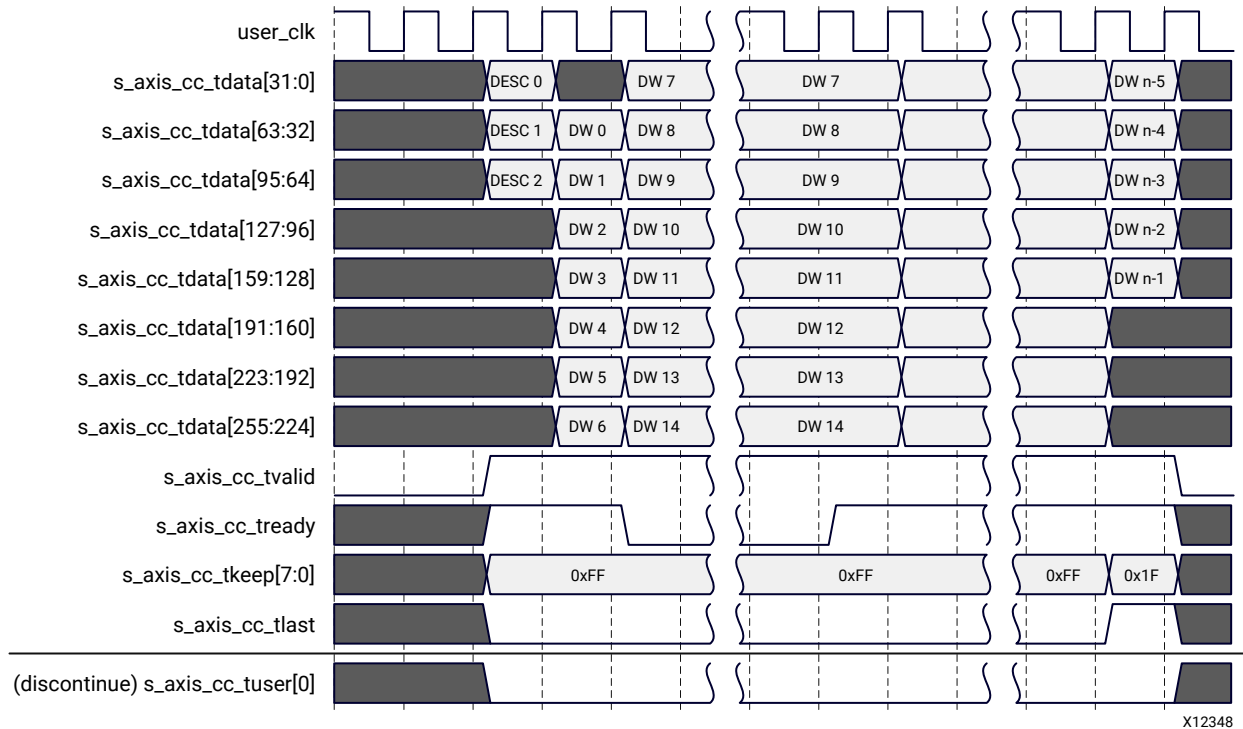 user_clk
s_axis_cc_tdata[31:0] DESC 0 DW 7 DW 7 DW n-5
s_axis_cc_tdata[63:32] DESC 1 DW 0 DW 8 DW 8 DW n-4
s_axis_cc_tdata[95:64] DESC 2 DW 1 DW 9 DW 9 DW n-3
s_axis_cc_tdata[127:96] DW 2 DW 10 DW 10 DW n-2
s_axis_cc_tdata[159:128] DW 3 DW 11 DW 11 DW n-1
s_axis_cc_tdata[191:160] DW 4 DW 12 DW 12
s_axis_cc_tdata[223:192] DW 5 DW 13 DW 13
s_axis_cc_tdata[255:224] DW 6 DW 14 DW 14
s_axis_cc_tvalid
s_axis_cc_tready
s_axis_cc_tkeep[7:0] 0xFF 0xFF 0xFF 0x1F
s_axis_cc_tlast
(discontinue) s_axis_cc_tuser[0]
X12348